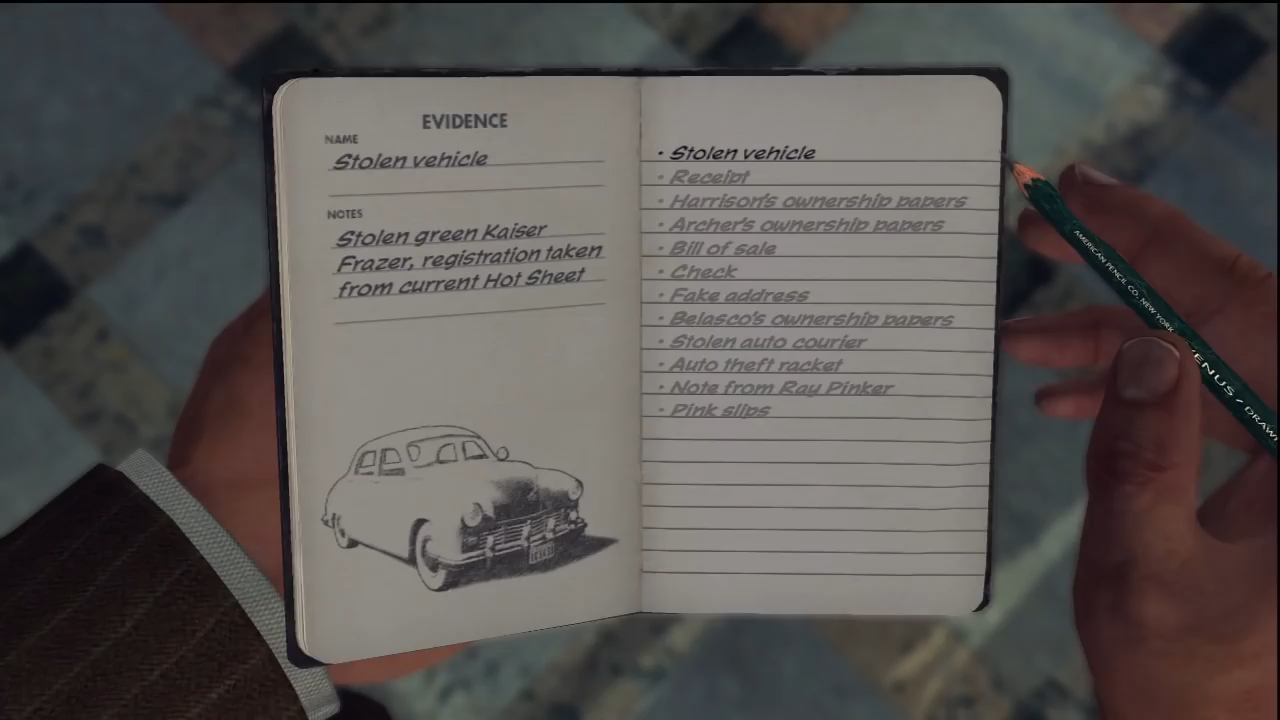 EVIDENCE
NAME
Stolen vehicle
NOTES
Stolen green Kaiser
Frazer, registration taken
from current Hot Sheet
· Stolen vehicle
· Receipt
· Harrison's ownership papers
· Archer's ownership papers
· Bill of sale
· Check
· Fake address
· Belasco's ownership papers
· Stolen auto courier
· Auto theft racket
· Note from Ray Pinker
· Pink slips
AMERICAN PENCIL CO. NEW YORK